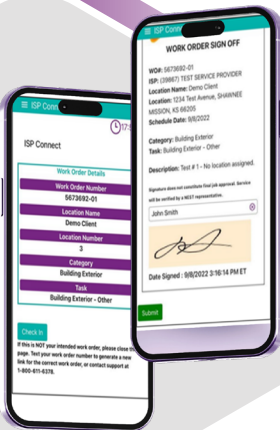 ISP Conn
WORK ORDER SIGN OFF
WO#: 5673692-01
ISP: (39867) TEST SERVICE PROVIDER
Location Name: Demo Client
Location: 1234 Test Avenue, SHAWNEE
MISSION, KS 66205
Schedule Date: 9/8/2022
Category: Building Exterior
Task: Building Exterior - Other
Description: Test # 1 - No location assigned.
Signature does not constitute final job approval. Service
will be verified by a NEST representative.
John Smith
Date Signed : 9/8/2022 3:16:14 PM ET
Submit
ISP Co
17:5
ISP Connect
Work Order Details
Work Order Number
5673692-01
Location Name
Demo Client
Location Number
3
Category
Building Exterior
Task
Building Exterior - Other
Check In
If this is NOT your intended work order, please close th
page. Text your work order number to generate a new
link for the correct work order, or contact support at
1-800-611-6378.